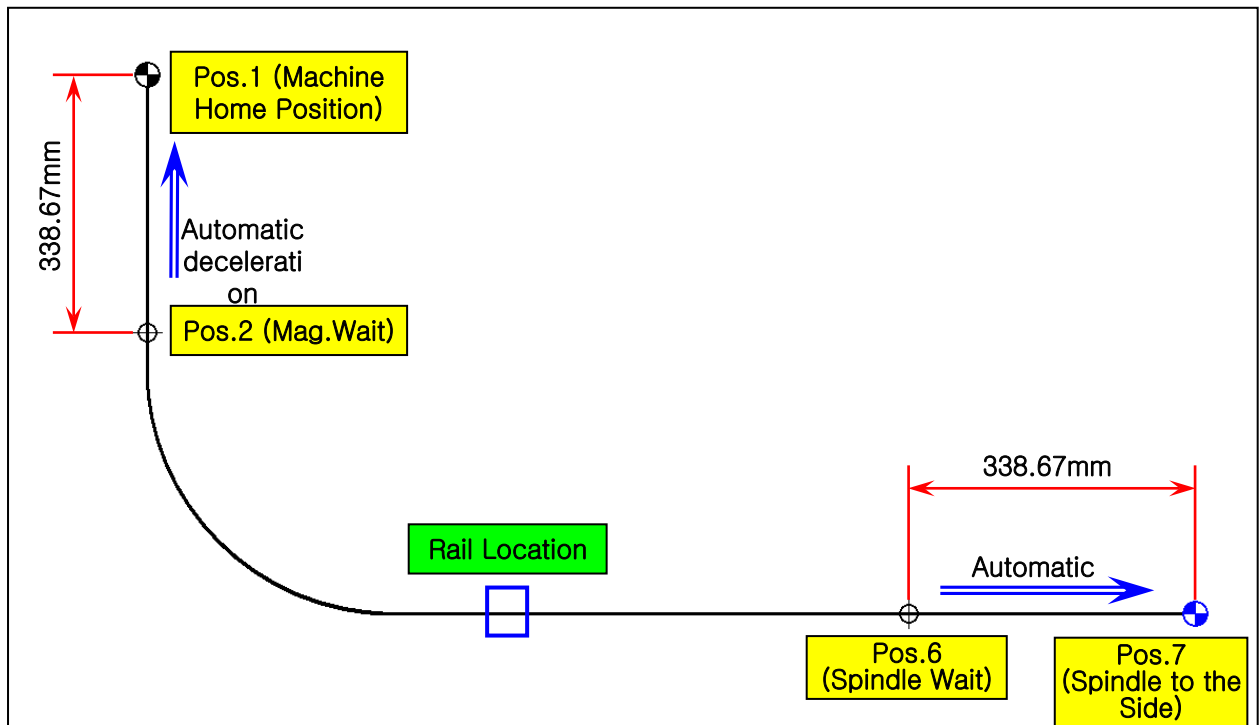 Pos.1 (Machine
Home Position)
338.67mm
Automatic
decelerati
on
Pos.2 (Mag.Wait)
338.67mm
Rail Location
Automatic
Pos.6
(Spindle Wait)
Pos.7
(Spindle to the
Side)